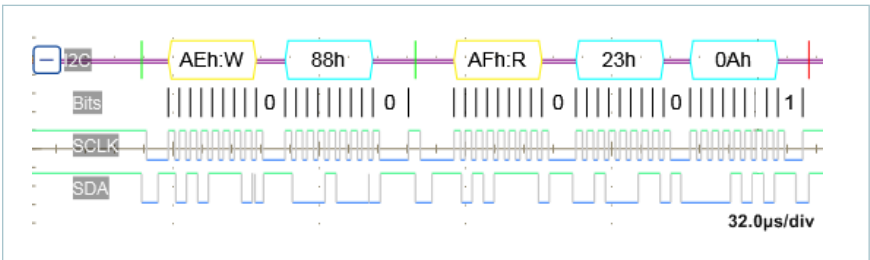 I2C AEh:W 88h AFh:R 23h 0Ah
Bits 0 0 0 0 1
SCLK
SDA
32.0µs/div